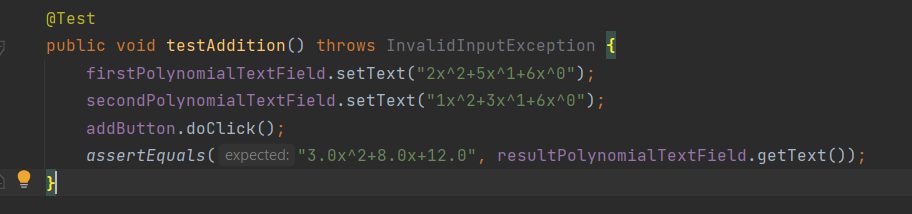 @Test
public void testAddition() throws InvalidInputException {
firstPolynomialTextField.setText("2x^2+5x^1+6x^0");
secondPolynomialTextField.setText("1x^2+3x^1+6x^0");
addButton.doClick();
assertEquals( expected: "3.0x^2+8.0x+12.0", resultPolynomialTextField.getText());
}